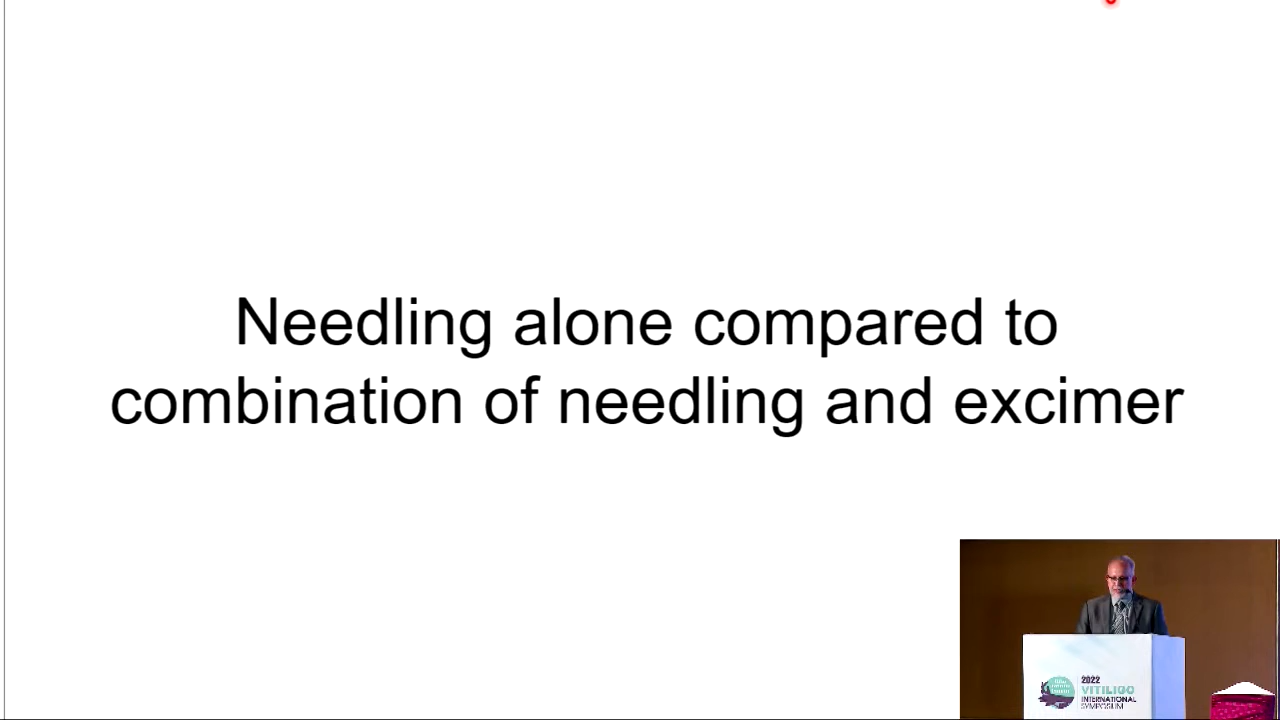 Needling alone compared to
combination of needling and excimer
2022
VITILIGO
INTERNATIONAL
SYMPOSIUM